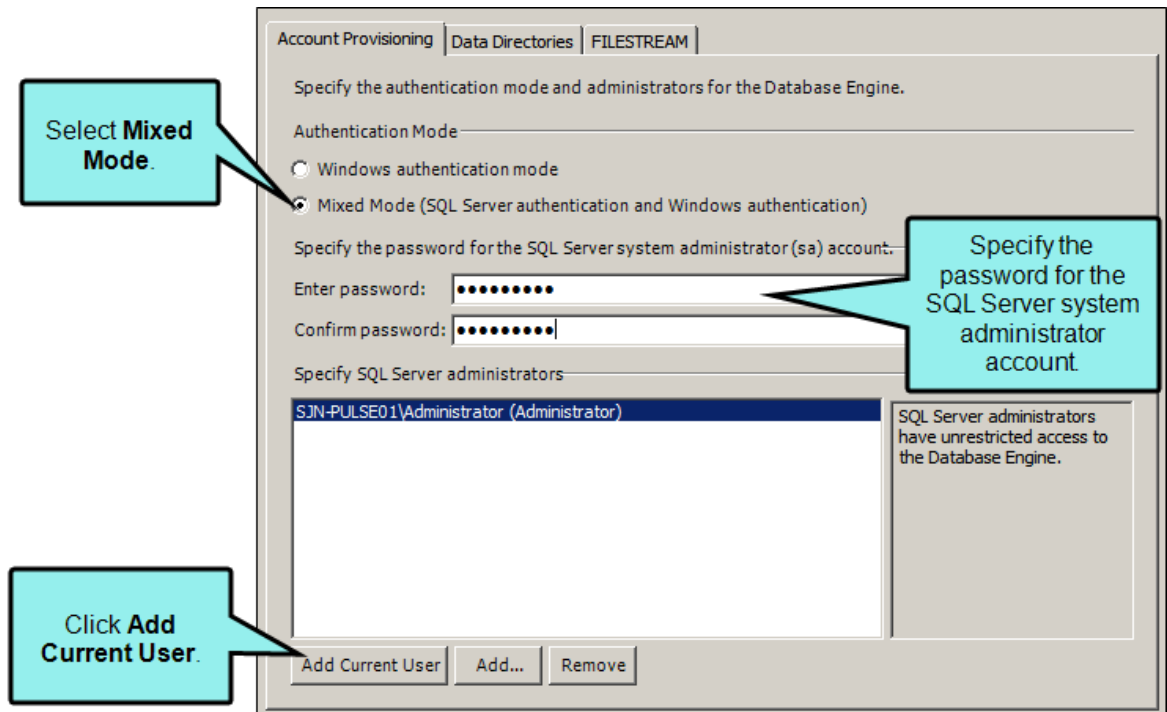 Account Provisioning
Data Directories
FILESTREAM
Specify the authentication mode and administrators for the Database Engine.
Select Mixed
Mode.
Authentication Mode
Windows authentication mode
Mixed Mode (SQL Server authentication and Windows authentication)
Specify the password for the SQL Server system administrator (sa) account.
Enter password:
Confirm password:
Specify the
password for the
SQL Server system
administrator
account.
Specify SQL Server administrators
SJN-PULSE01\Administrator (Administrator)
SQL Server administrators
have unrestricted access to
the Database Engine.
Click Add
Current User.
Add Current User
Add...
Remove